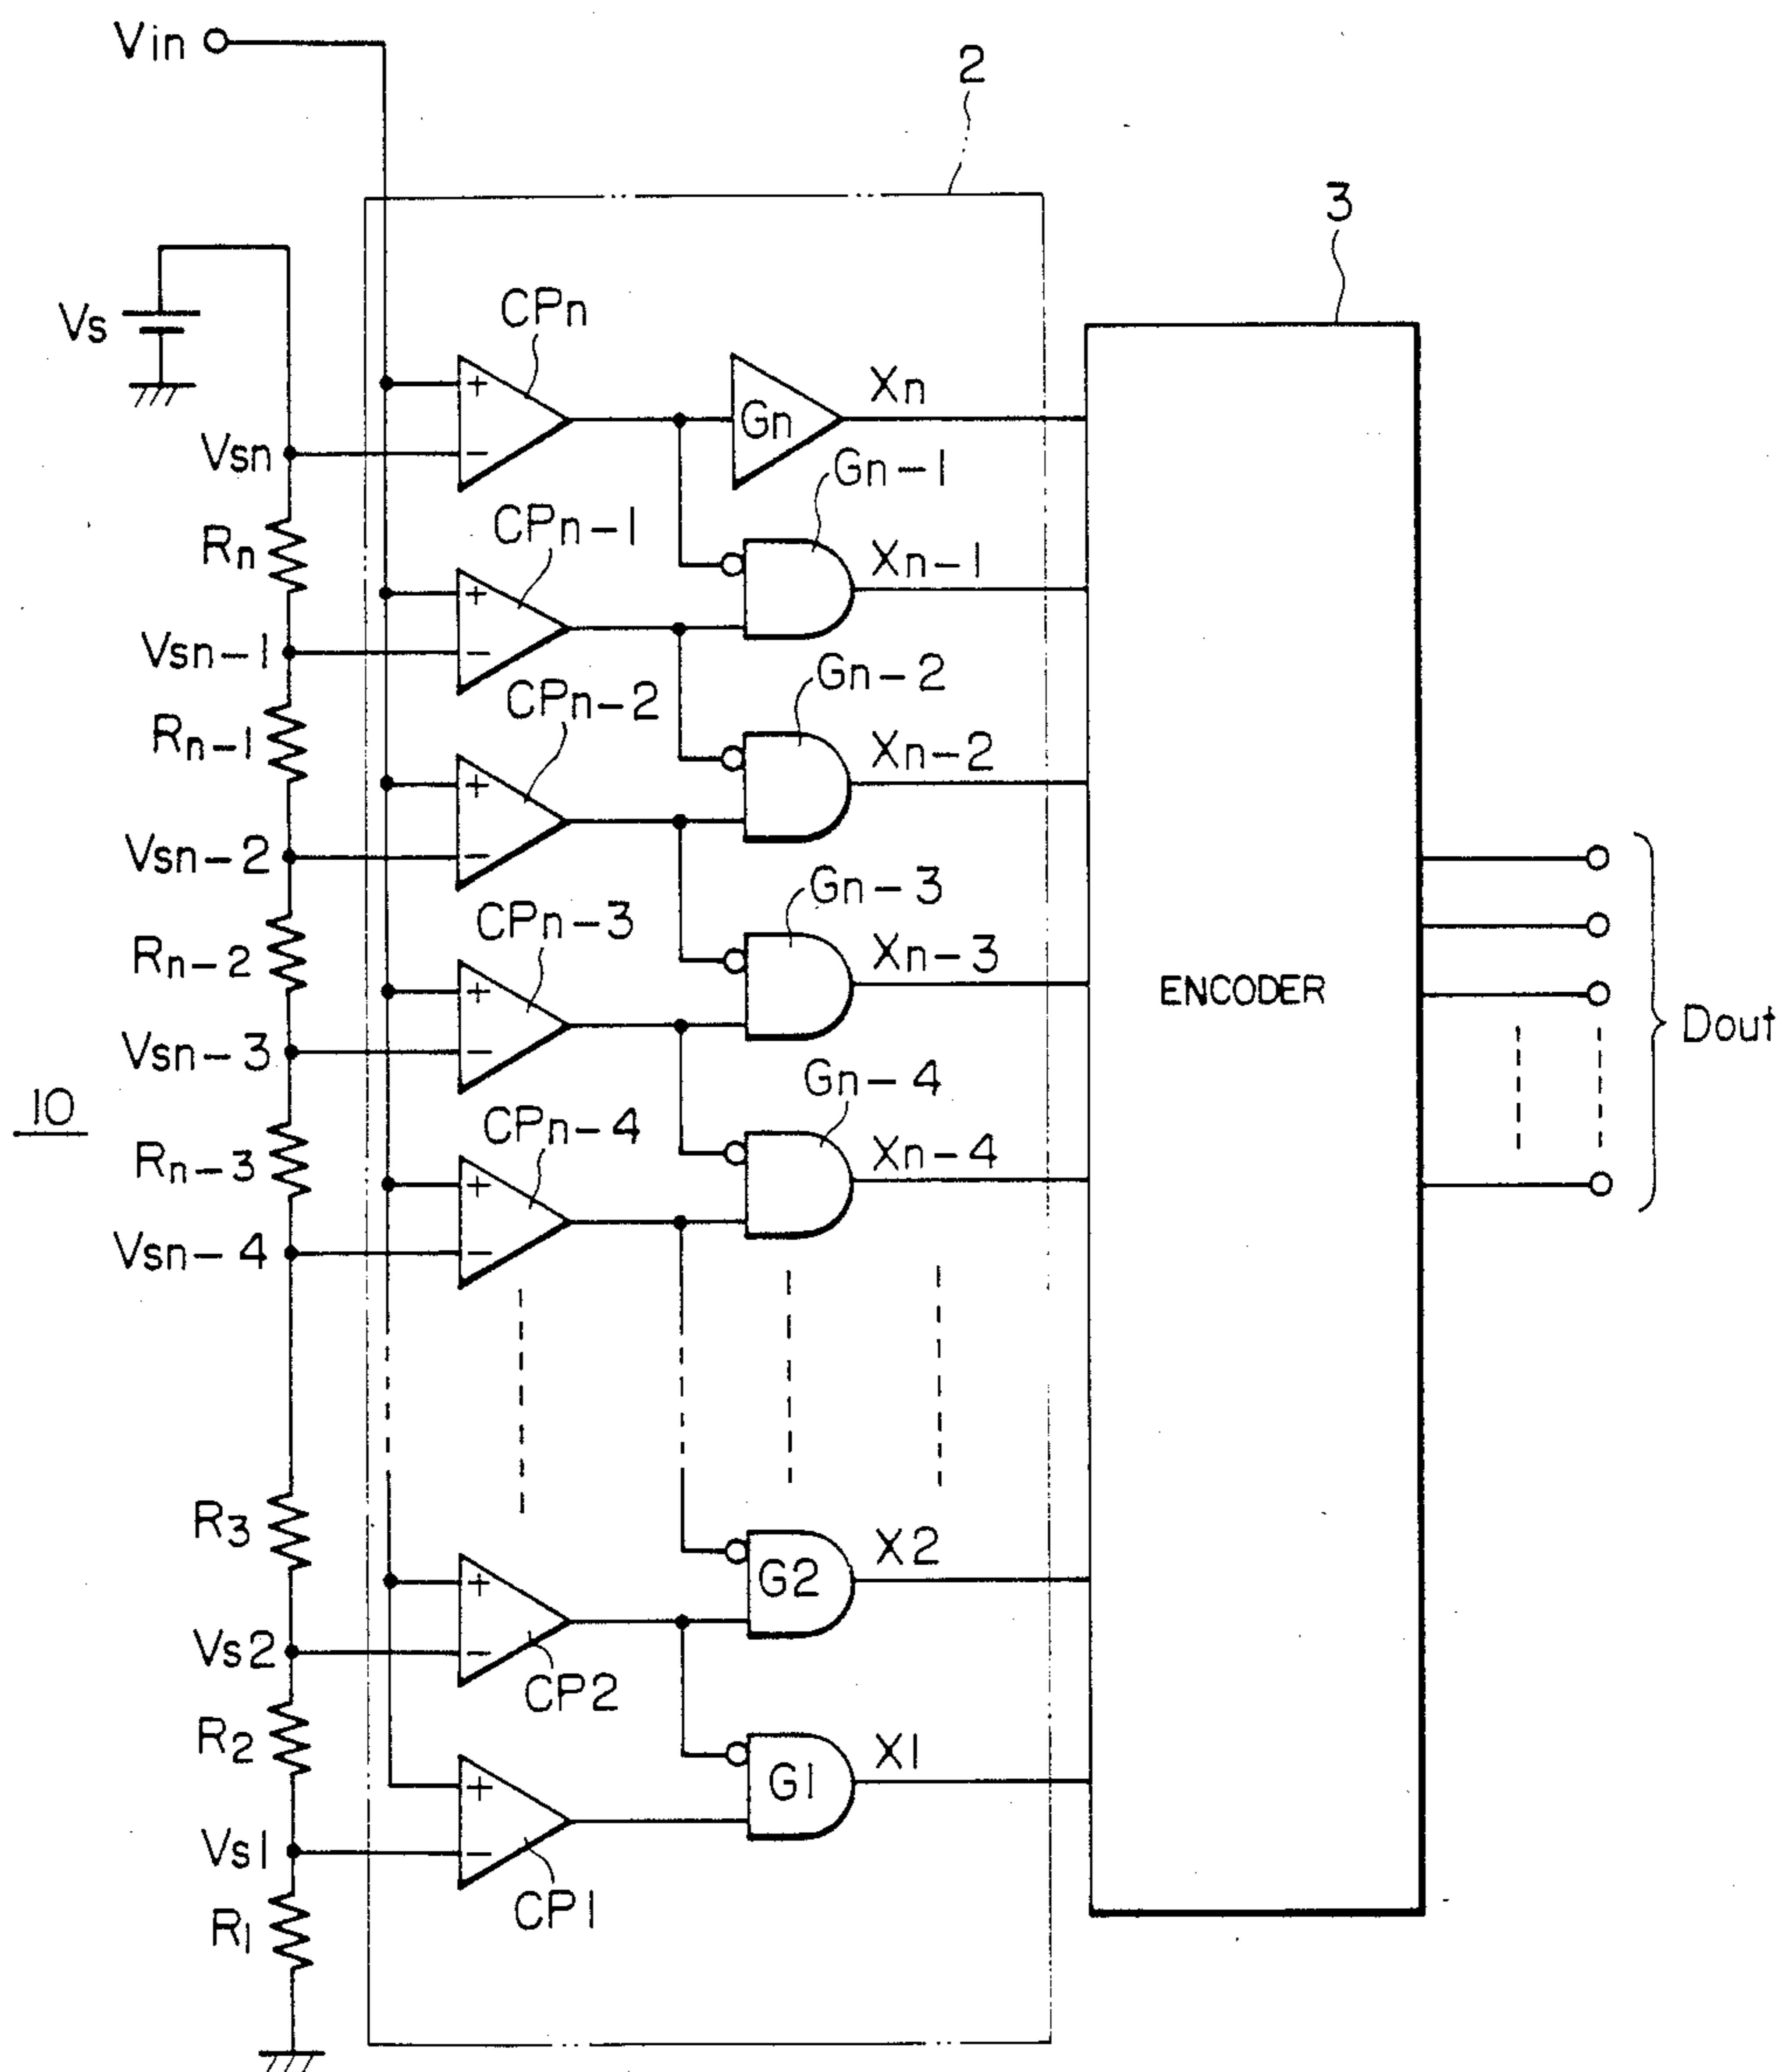 Vin
2
3
Vs
CPn
Xn
Gn
Vsn
Gn-1
CPn-1
Rn
Xn-1
Vsn-1
Gn-2
CPn-2
Rn-1
Xn-2
Vsn-2
Gn-3
CPn-3
Rn-2
Xn-3
ENCODER
Dout
Vsn-3
Gn-4
10
CPn-4
Rn-3
Xn-4
Vsn-4
R3
X2
G2
Vs2
CP2
R2
X1
G1
Vs1
CP1
R1